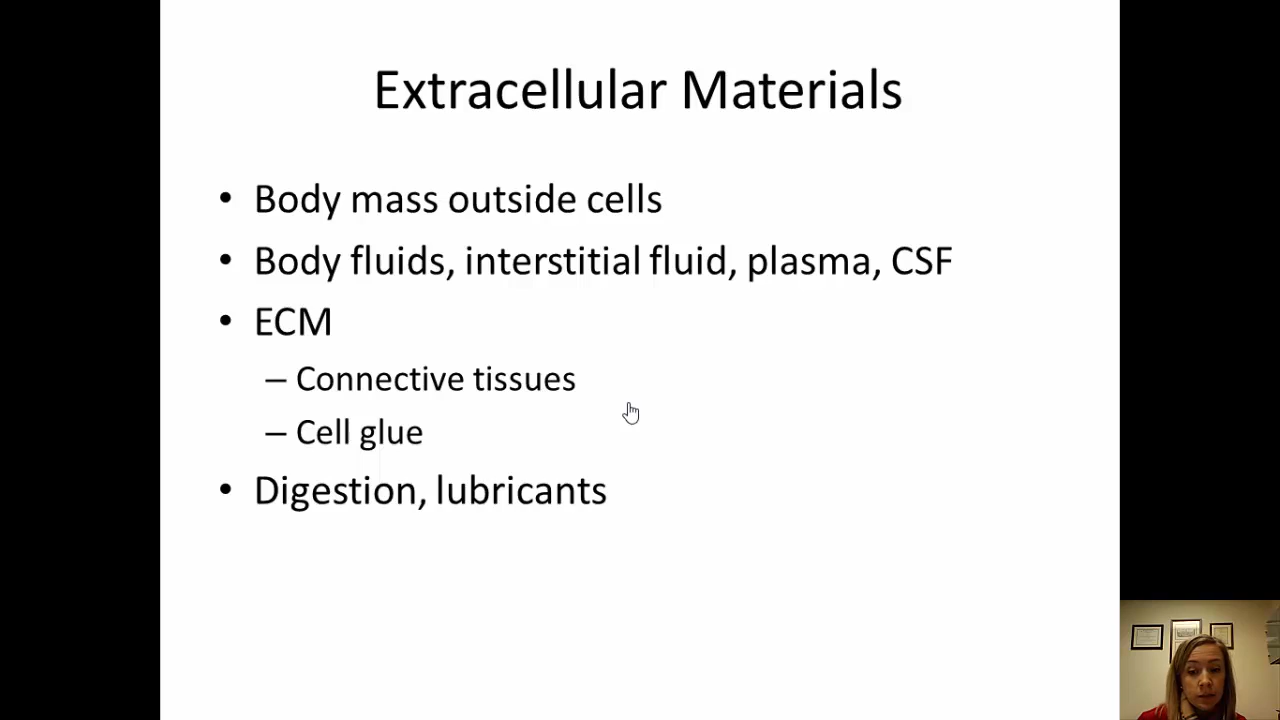 Extracellular Materials
• Body mass outside cells
• Body fluids, interstitial fluid, plasma, CSF
• ECM
– Connective tissues
– Cell glue
• Digestion, lubricants